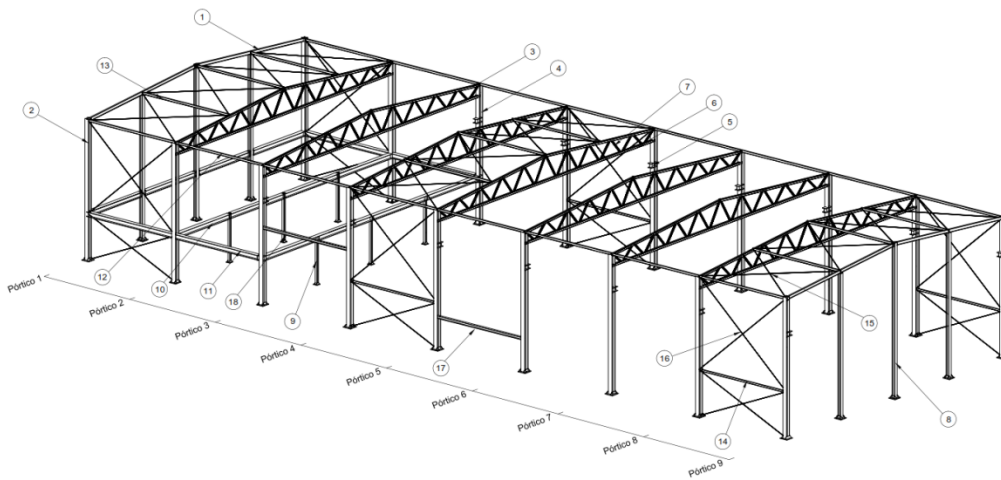 1
3
13
4
2
7
6
5
12
10
11
18
9
17
16
15
14
8
Pórtico 1
Pórtico 2
Pórtico 3
Pórtico 4
Pórtico 5
Pórtico 6
Pórtico 7
Pórtico 8
Pórtico 9